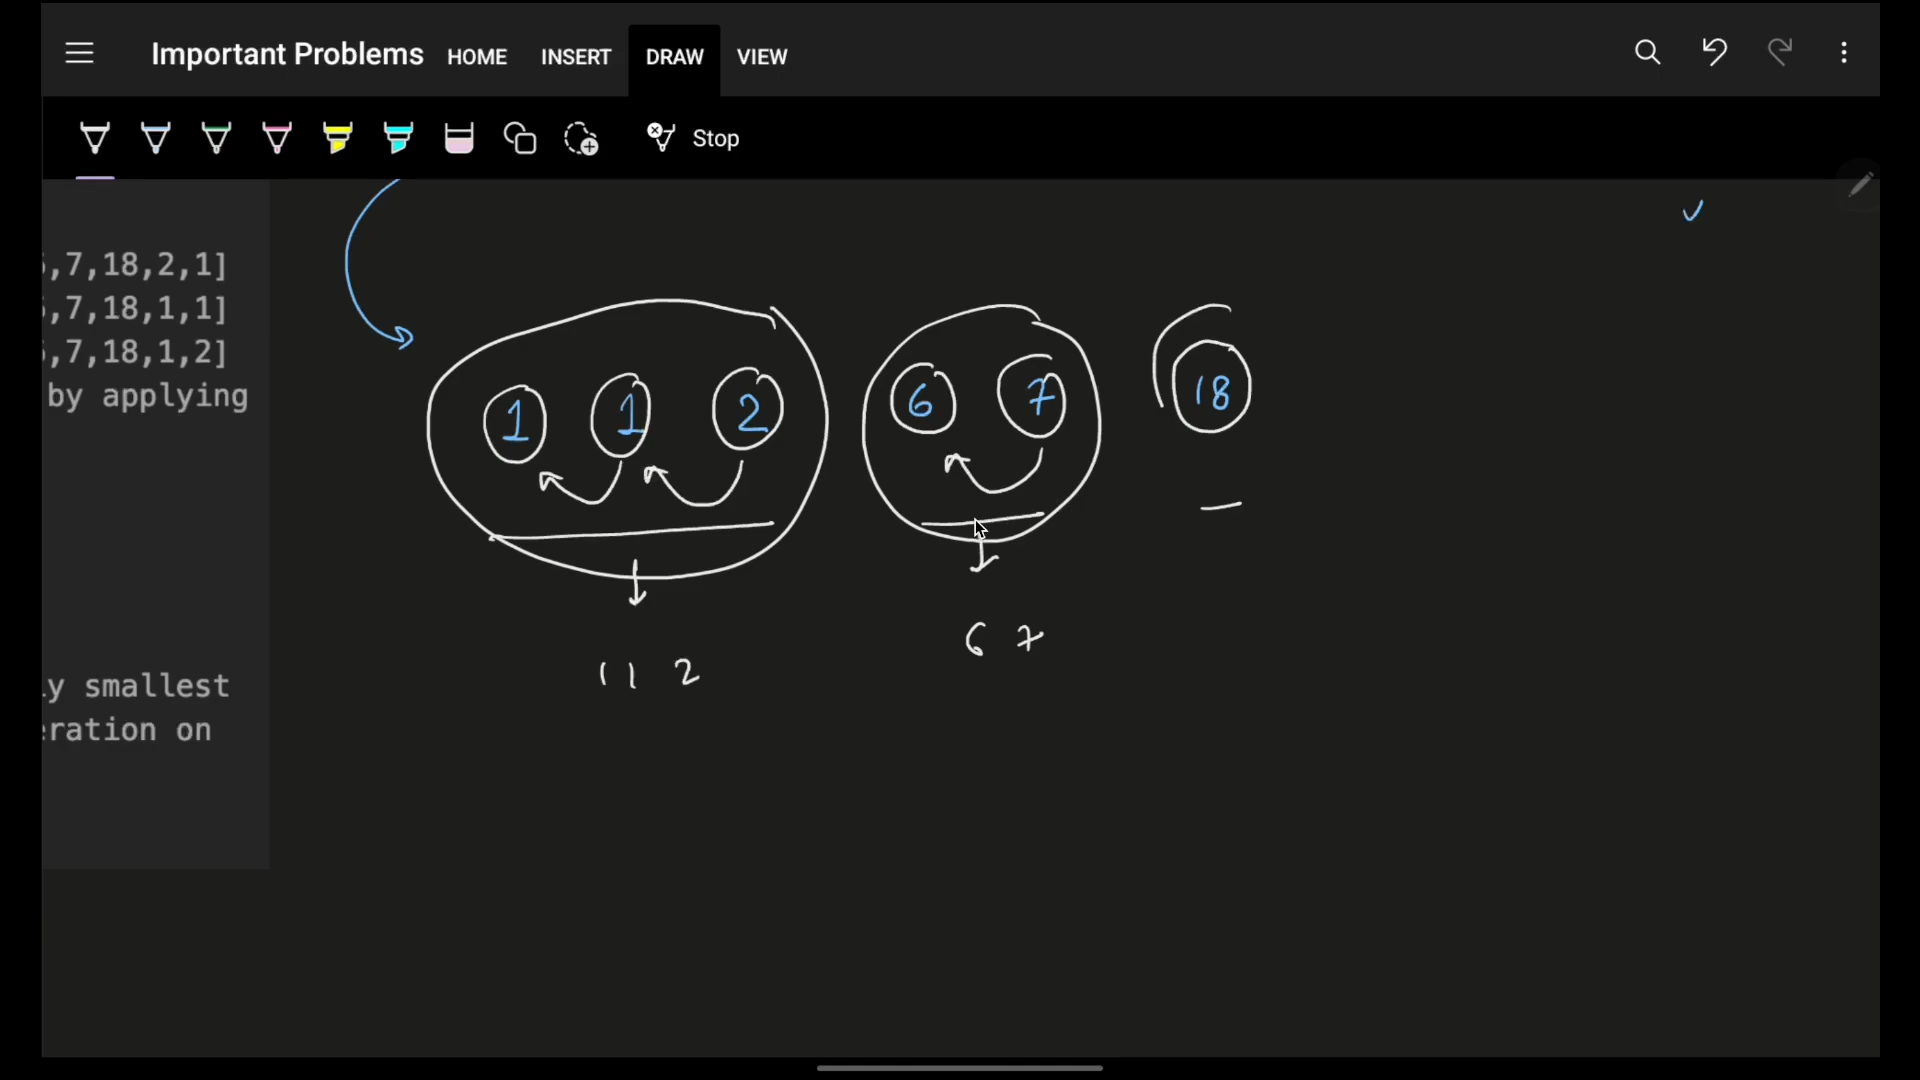 Important Problems HOME INSERT DRAW VIEW
Stop
,7,18,2,1]
,7,18,1,1]
,7,18,1,2]
by applying
y smallest
ration on
1 1 2 6 7 18
1 1 2
6 7